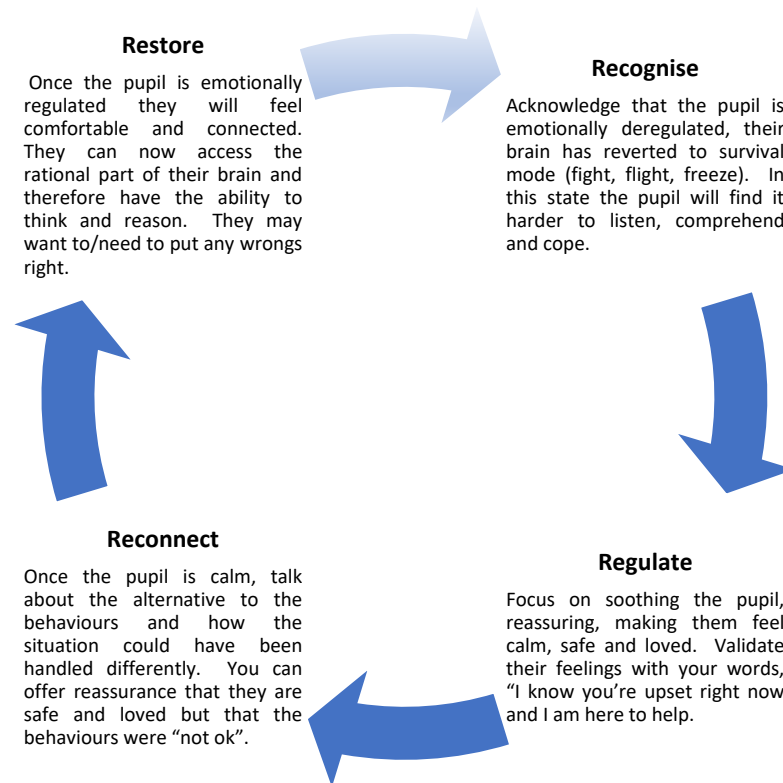 Restore
Once the pupil is emotionally
regulated they will feel
comfortable and connected.
They can now access the
rational part of their brain and
therefore have the ability to
think and reason. They may
want to/need to put any wrongs
right.
Recognise
Acknowledge that the pupil is
emotionally deregulated, their
brain has reverted to survival
mode (fight, flight, freeze). In
this state the pupil will find it
harder to listen, comprehend
and cope.
Reconnect
Once the pupil is calm, talk
about the alternative to the
behaviours and how the
situation could have been
handled differently. You can
offer reassurance that they are
safe and loved but that the
behaviours were “not ok”.
Regulate
Focus on soothing the pupil,
reassuring, making them feel
calm, safe and loved. Validate
their feelings with your words,
“I know you’re upset right now
and I am here to help.